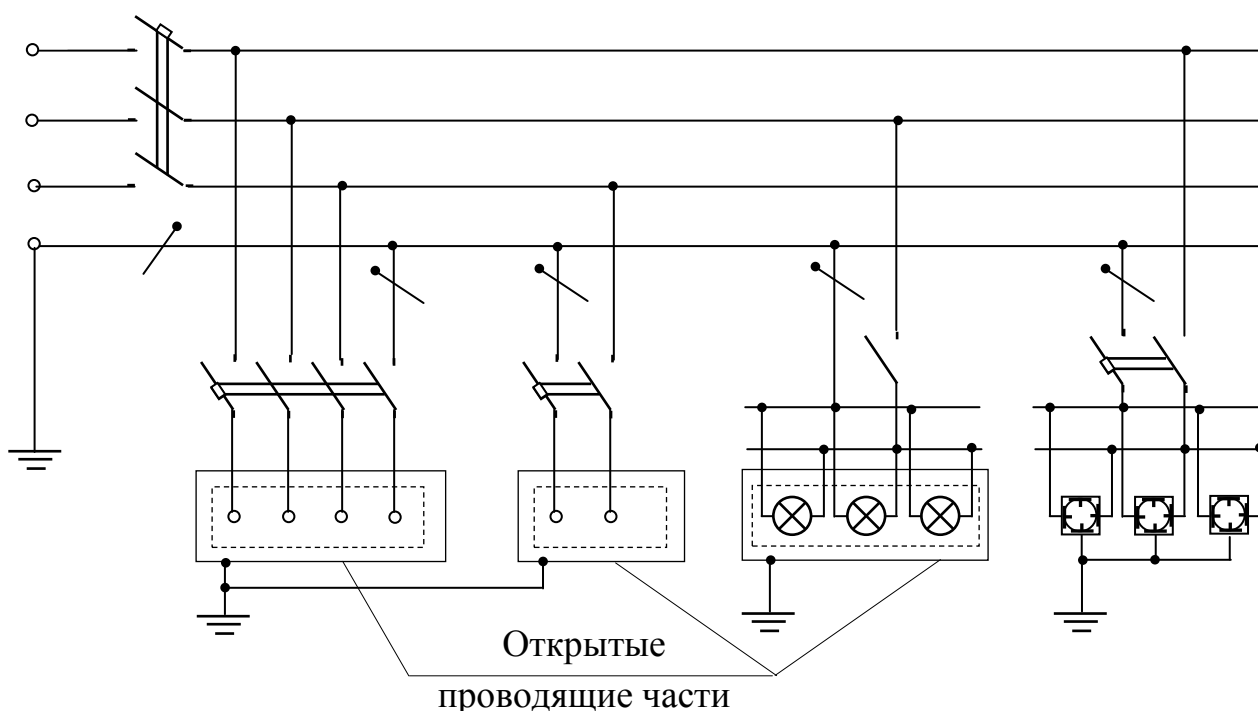 Открытые
проводящие части